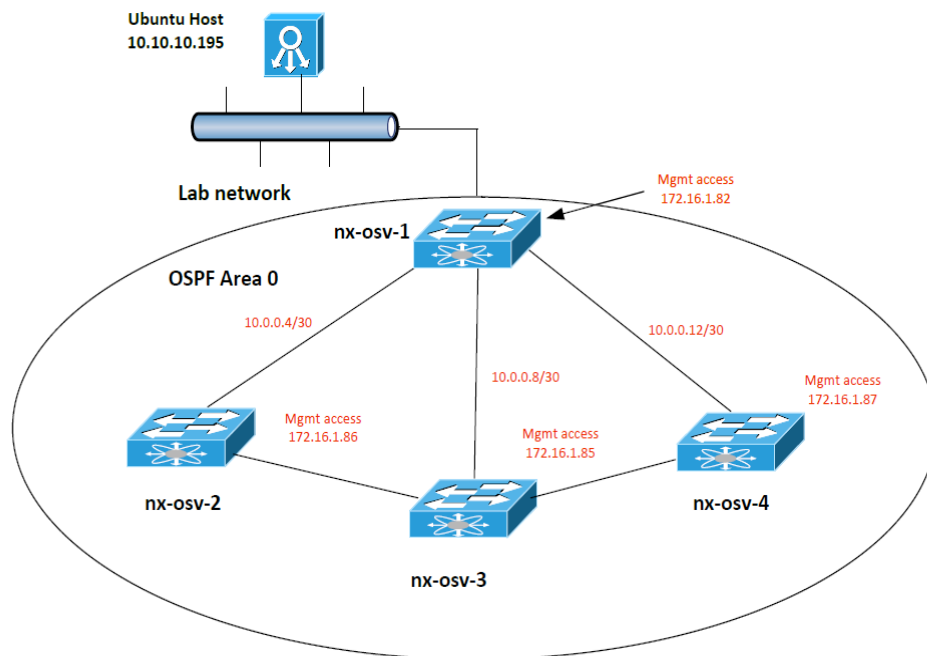 Ubuntu Host
10.10.10.195
Lab network
Mgmt access
172.16.1.82
nx-osv-1
OSPF Area 0
10.0.0.4/30
10.0.0.12/30
10.0.0.8/30
Mgmt access
172.16.1.87
Mgmt access
172.16.1.86
Mgmt access
172.16.1.85
nx-osv-2
nx-osv-4
nx-osv-3